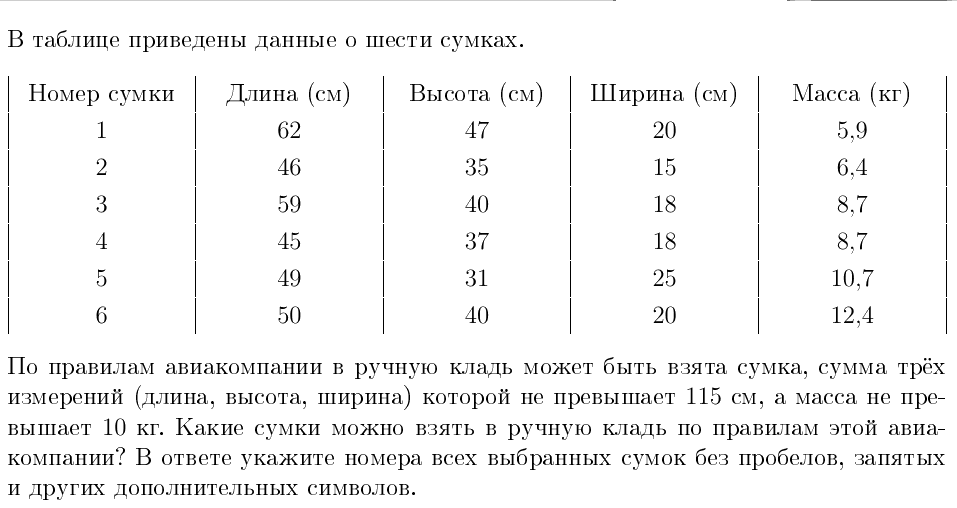 В таблице приведены данные о шести сумках.
Номер сумки Длина (см) Высота (см) Ширина (см) Масса (кг)
1 62 47 20 5,9
2 46 35 15 6,4
3 59 40 18 8,7
4 45 37 18 8,7
5 49 31 25 10,7
6 50 40 20 12,4
По правилам авиакомпании в ручную кладь может быть взята сумка, сумма трёх
измерений (длина, высота, ширина) которой не превышает 115 см, а масса не пре-
вышает 10 кг. Какие сумки можно взять в ручную кладь по правилам этой авиа-
компании? В ответе укажите номера всех выбранных сумок без пробелов, запятых
и других дополнительных символов.